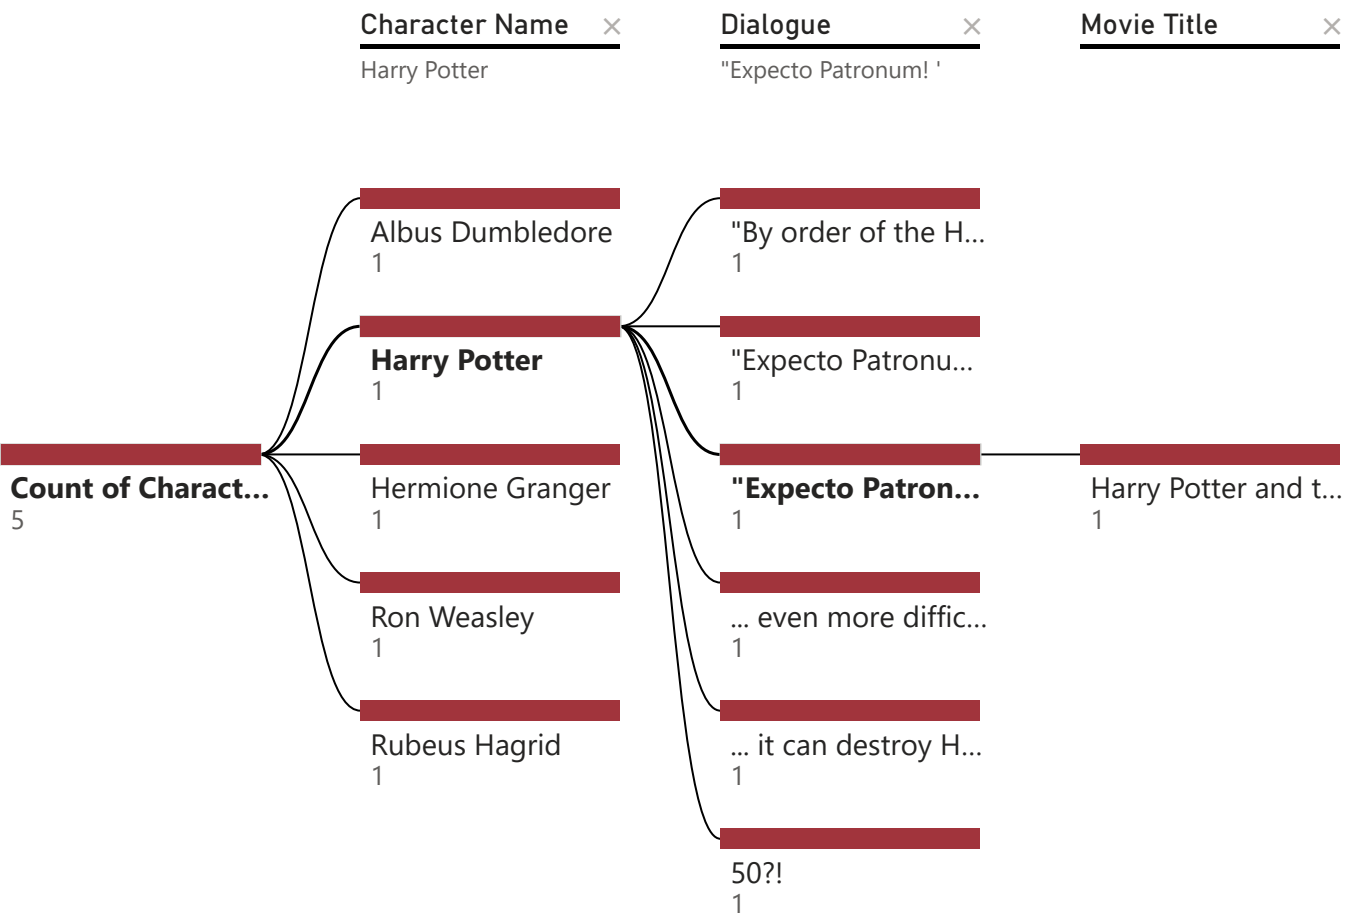 Character Name ×
Dialogue ×
Movie Title ×
Harry Potter
"Expecto Patronum! '
Albus Dumbledore
1
"By order of the H...
1
Harry Potter
1
"Expecto Patronu...
1
Count of Charact...
5
Hermione Granger
1
"Expecto Patron...
1
Harry Potter and t...
1
Ron Weasley
1
... even more diffic...
1
Rubeus Hagrid
1
... it can destroy H...
1
50?!
1